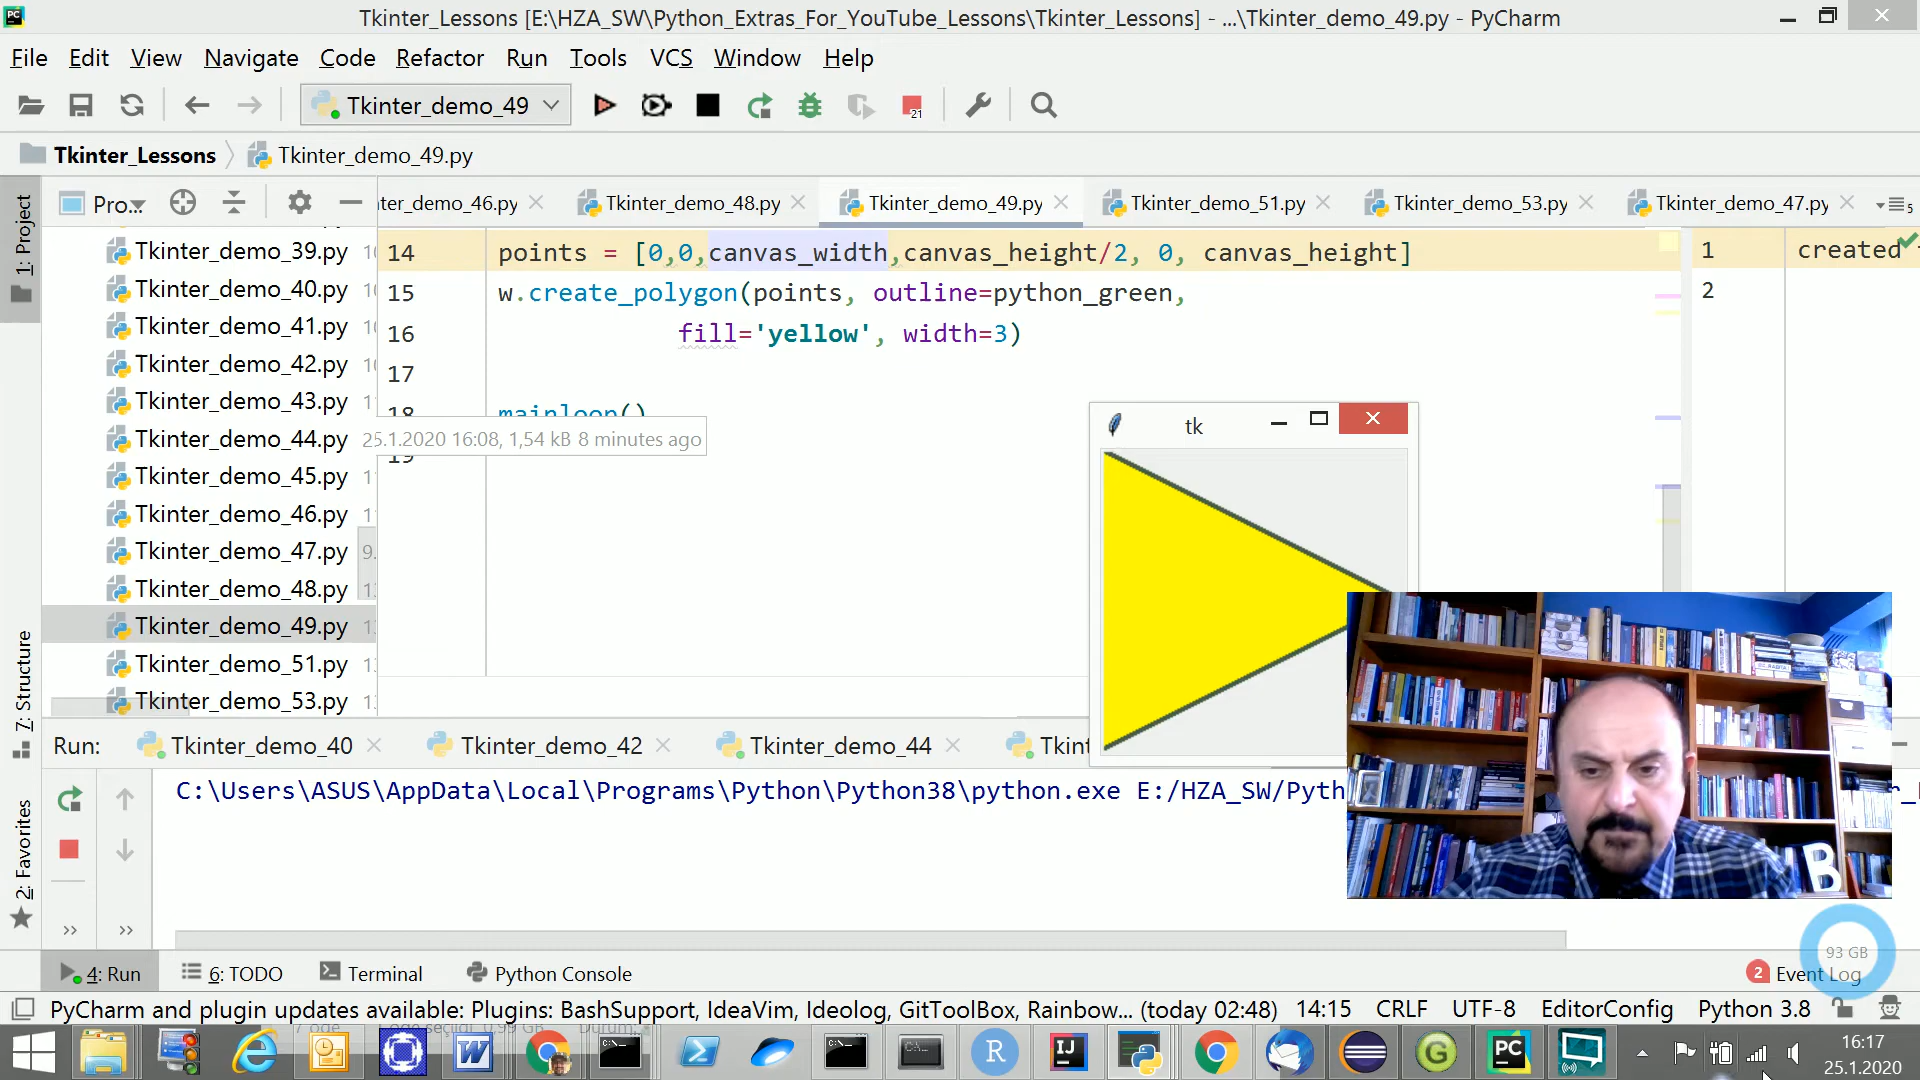 Tkinter_Lessons [E:\HZA_SW\Python_Extras_For_YouTube_Lessons\Tkinter_Lessons] - ...\Tkinter_demo_49.py - PyCharm
File Edit View Navigate Code Refactor Run Tools VCS Window Help
Tkinter_demo_49
21
Tkinter_Lessons Tkinter_demo_49.py
1: Project
Pro...
ter_demo_46.py Tkinter_demo_48.py Tkinter_demo_49.py Tkinter_demo_51.py Tkinter_demo_53.py Tkinter_demo_47.py 5
Tkinter_demo_39.py
Tkinter_demo_40.py
Tkinter_demo_41.py
Tkinter_demo_42.py
Tkinter_demo_43.py
Tkinter_demo_44.py
Tkinter_demo_45.py
Tkinter_demo_46.py
Tkinter_demo_47.py
Tkinter_demo_48.py
Tkinter_demo_49.py
Tkinter_demo_51.py
Tkinter_demo_53.py
25.1.2020 16:08, 1,54 kB 8 minutes ago
14 points = [0,0,canvas_width,canvas_height/2, 0, canvas_height]
15 w.create_polygon(points, outline=python_green,
16 fill='yellow', width=3)
17
18 mainloop()
19
1 created
2
tk
7: Structure
2: Favorites
Run: Tkinter_demo_40 Tkinter_demo_42 Tkinter_demo_44 Tkint
C:\Users\ASUS\AppData\Local\Programs\Python\Python38\python.exe E:/HZA_SW/Pyth
B
93 GB
4: Run 6: TODO Terminal Python Console 2 Event Log
PyCharm and plugin updates available: Plugins: BashSupport, IdeaVim, Ideolog, GitToolBox, Rainbow... (today 02:48) 14:15 CRLF UTF-8 EditorConfig Python 3.8
16:17
25.1.2020